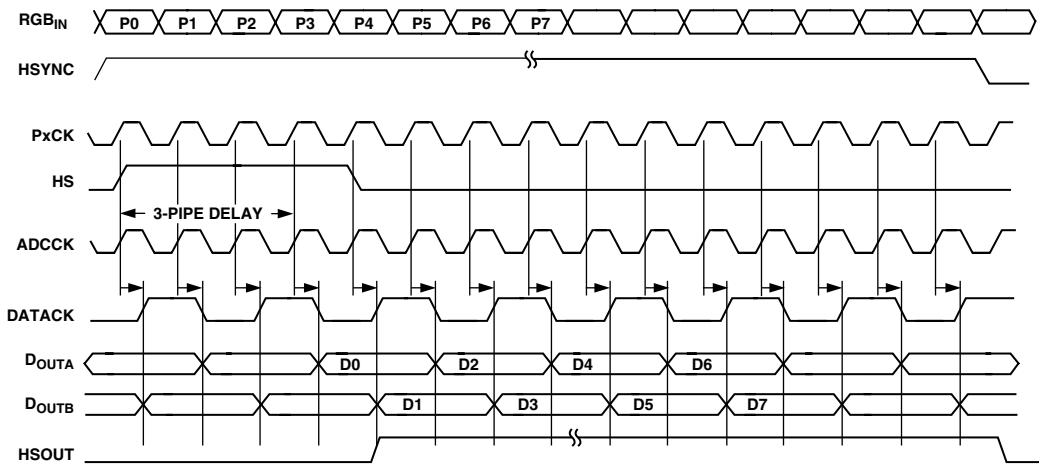 RGBIN P0 P1 P2 P3 P4 P5 P6 P7
HSYNC
PxCK
HS
3-PIPE DELAY
ADCCK
DATACK
DOUTA D0 D2 D4 D6
DOUTB D1 D3 D5 D7
HSOUT